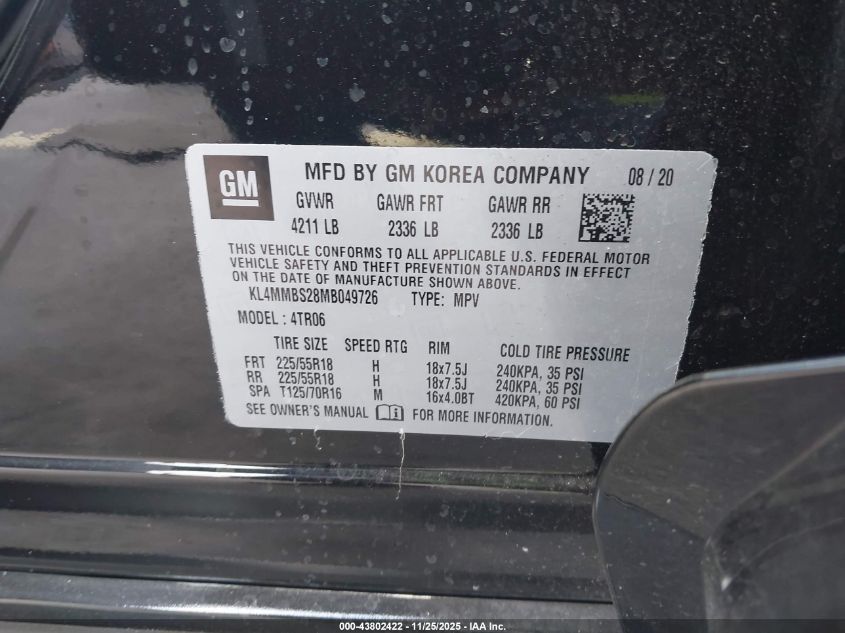 GM
MFD BY GM KOREA COMPANY 08 / 20
GVWR GAWR FRT GAWR RR
4211 LB 2336 LB 2336 LB
THIS VEHICLE CONFORMS TO ALL APPLICABLE U.S. FEDERAL MOTOR
VEHICLE SAFETY AND THEFT PREVENTION STANDARDS IN EFFECT
ON THE DATE OF MANUFACTURE SHOWN ABOVE.
KL4MMBS28MB049726 TYPE: MPV
MODEL : 4TR06
TIRE SIZE SPEED RTG RIM COLD TIRE PRESSURE
FRT 225/55R18 H 18x7.5J 240KPA, 35 PSI
RR 225/55R18 H 18x7.5J 240KPA, 35 PSI
SPA T125/70R16 M 16x4.0BT 420KPA, 60 PSI
SEE OWNER'S MANUAL FOR MORE INFORMATION.
000-43802422 - 11/25/2025 - IAA Inc.